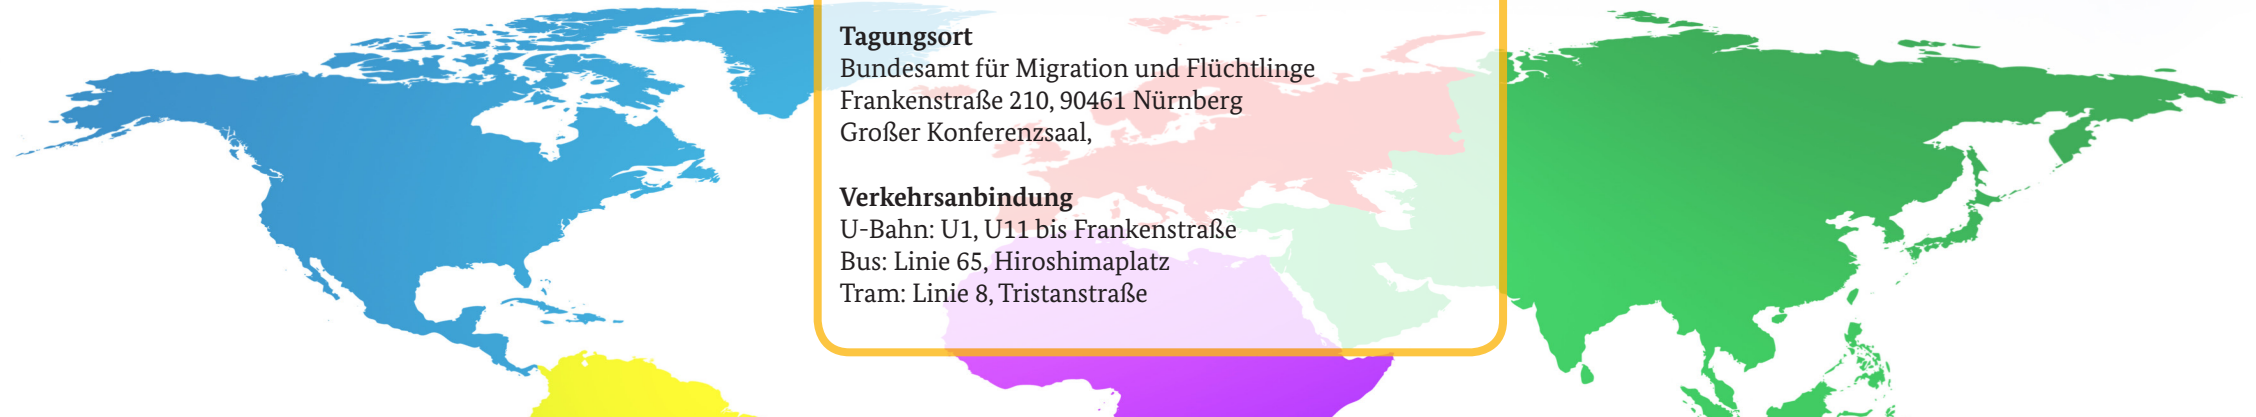 Tagungsort
Bundesamt für Migration und Flüchtlinge
Frankenstraße 210, 90461 Nürnberg
Großer Konferenzsaal,
Verkehrsanbindung
U-Bahn: U1, U11 bis Frankenstraße
Bus: Linie 65, Hiroshimaplatz
Tram: Linie 8, Tristanstraße